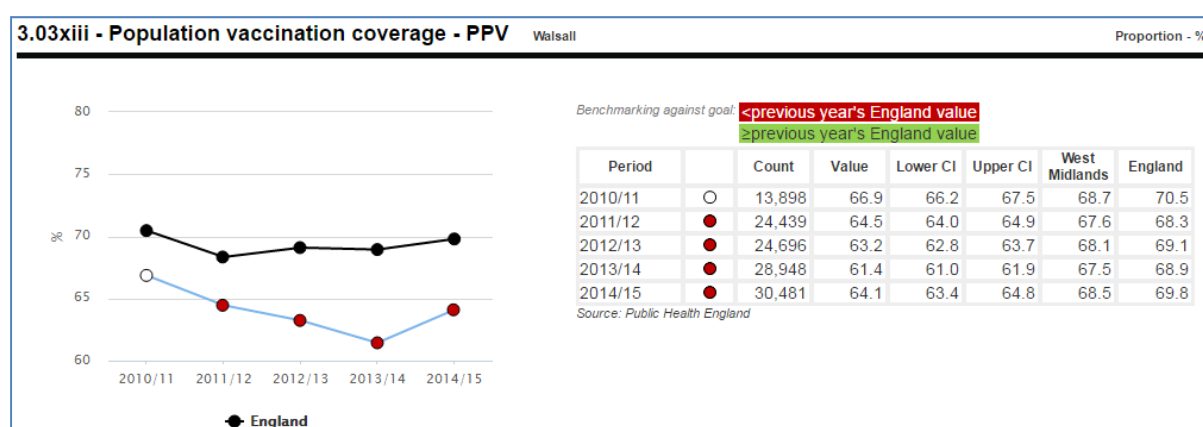 3.03xiii - Population vaccination coverage - PPV Walsall Proportion - %
Benchmarking against goal: <previous year's England value
≥previous year's England value
Period Count Value Lower CI Upper CI West Midlands England
2010/11 13,898 66.9 66.2 67.5 68.7 70.5
2011/12 24,439 64.5 64.0 64.9 67.6 68.3
2012/13 24,696 63.2 62.8 63.7 68.1 69.1
2013/14 28,948 61.4 61.0 61.9 67.5 68.9
2014/15 30,481 64.1 63.4 64.8 68.5 69.8
Source: Public Health England
80
75
70
65
60
%
2010/11 2011/12 2012/13 2013/14 2014/15
England